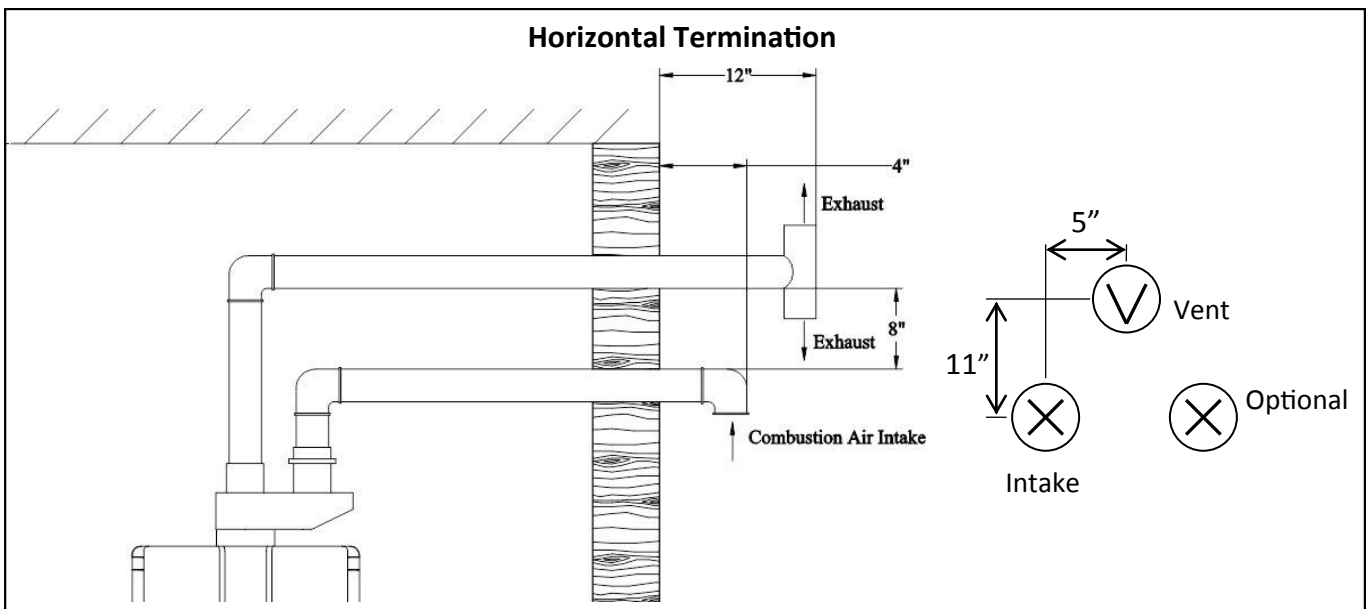 Horizontal Termination
12"
4"
Exhaust
8"
Exhaust
Combustion Air Intake
5”
Vent
11”
Optional
Intake